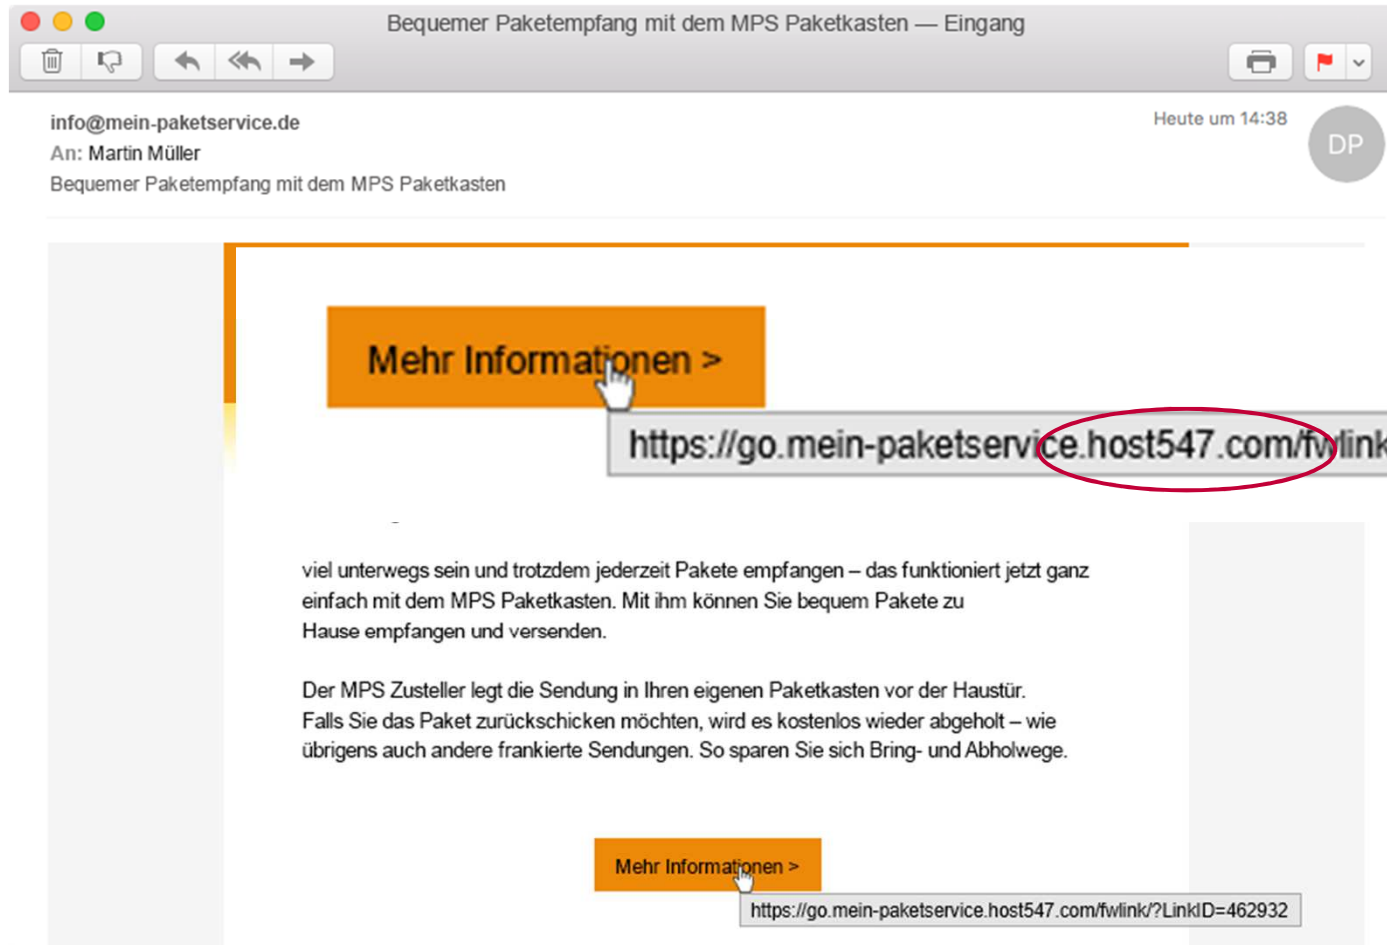 Bequemer Paketempfang mit dem MPS Paketkasten — Eingang
info@mein-paketservice.de
Heute um 14:38
DP
An: Martin Müller
Bequemer Paketempfang mit dem MPS Paketkasten
Mehr Informationen >
https://go.mein-paketservice.host547.com/fwlink
viel unterwegs sein und trotzdem jederzeit Pakete empfangen – das funktioniert jetzt ganz
einfach mit dem MPS Paketkasten. Mit ihm können Sie bequem Pakete zu
Hause empfangen und versenden.
Der MPS Zusteller legt die Sendung in Ihren eigenen Paketkasten vor der Haustür.
Falls Sie das Paket zurückschicken möchten, wird es kostenlos wieder abgeholt – wie
übrigens auch andere frankierte Sendungen. So sparen Sie sich Bring- und Abholwege.
Mehr Informationen >
https://go.mein-paketservice.host547.com/fwlink/?LinkID=462932